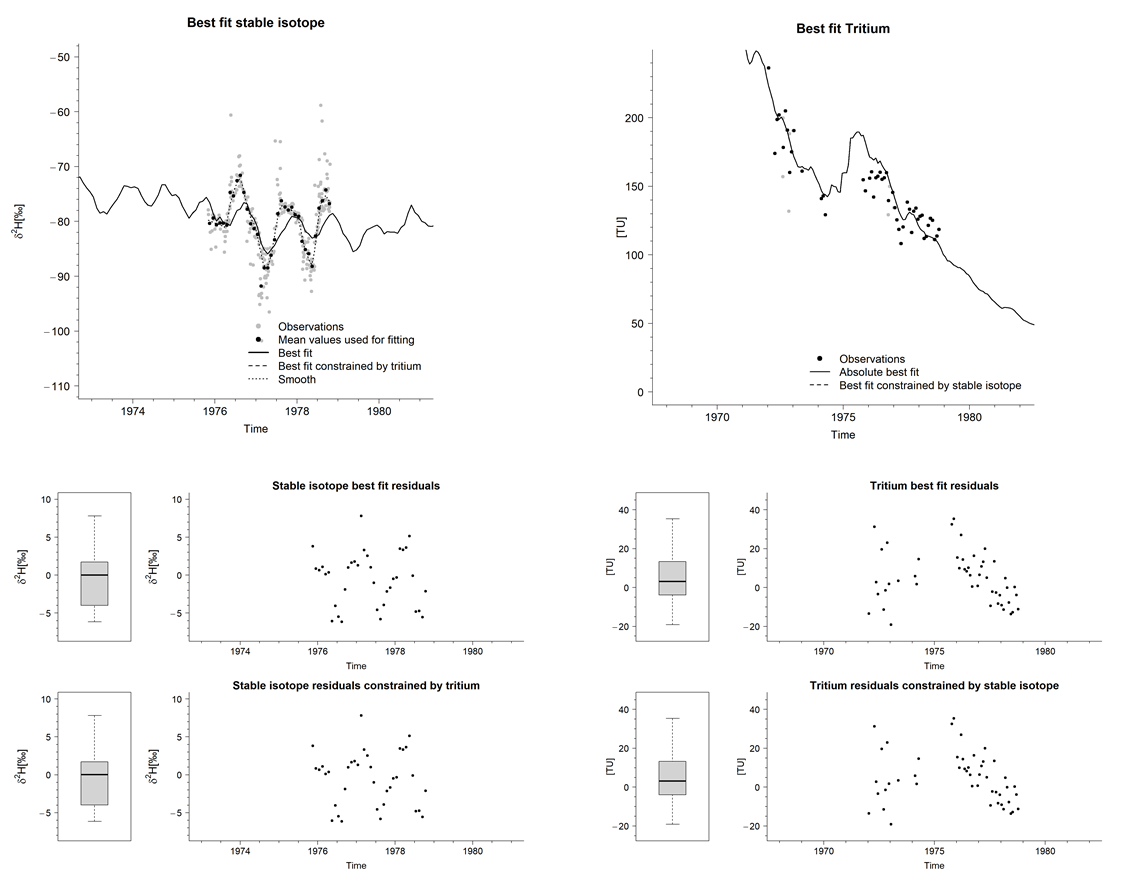 Best fit stable isotope
−50
−60
−70
−80
−90
−100
−110
δ²H[‰]
1974 1976 1978 1980
Time
Observations
Mean values used for fitting
Best fit
Best fit constrained by tritium
Smooth
Best fit Tritium
200
150
100
50
0
[TU]
1970 1975 1980
Time
Observations
Absolute best fit
Best fit constrained by stable isotope
Stable isotope best fit residuals
δ²H[‰]
10
5
0
−5
δ²H[‰]
10
5
0
−5
1974 1976 1978 1980
Time
Tritium best fit residuals
[TU]
40
20
0
−20
[TU]
40
20
0
−20
1970 1975 1980
Time
Stable isotope residuals constrained by tritium
δ²H[‰]
10
5
0
−5
δ²H[‰]
10
5
0
−5
1974 1976 1978 1980
Time
Tritium residuals constrained by stable isotope
[TU]
40
20
0
−20
[TU]
40
20
0
−20
1970 1975 1980
Time